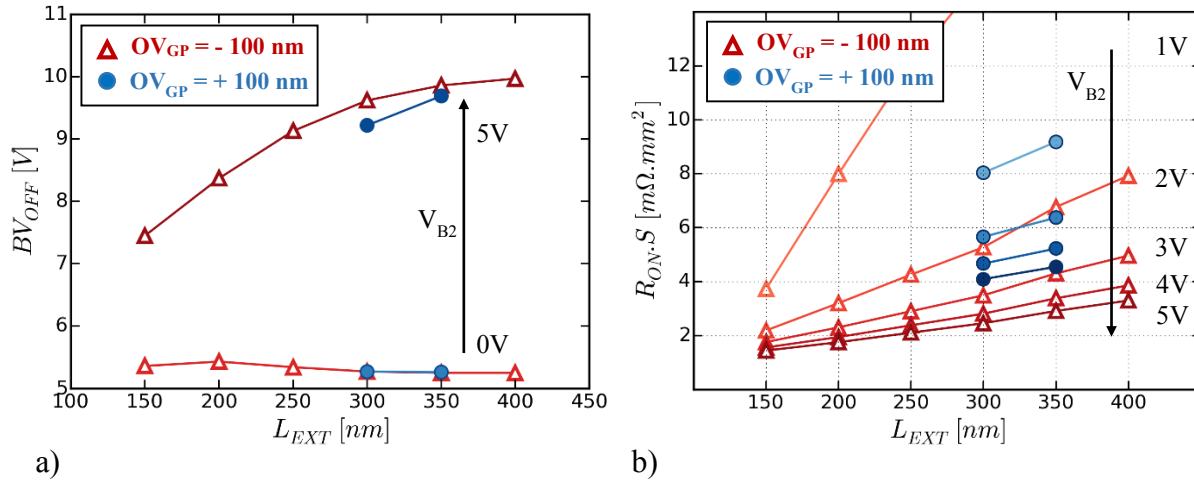 OV_GP = - 100 nm
OV_GP = + 100 nm
BV_OFF [V]
11
10
9
8
7
6
5
5V
V_B2
0V
100 150 200 250 300 350 400 450
L_EXT [nm]
a)
OV_GP = - 100 nm
OV_GP = + 100 nm
R_ON.S [mΩ.mm²]
12
10
8
6
4
2
1V
V_B2
2V
3V
4V
5V
150 200 250 300 350 400
L_EXT [nm]
b)